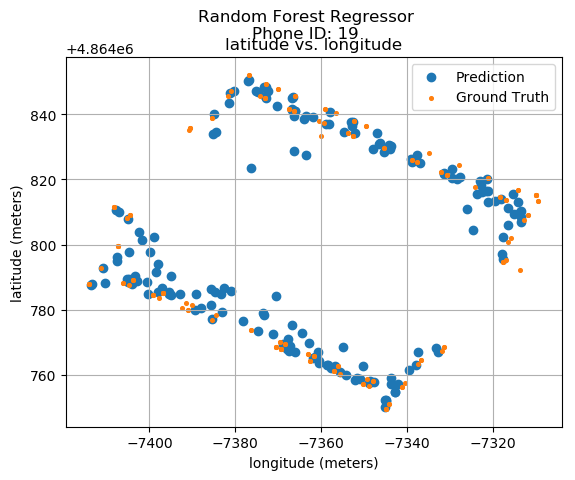 Random Forest Regressor
Phone ID: 19
latitude vs. longitude
+4.864e6
Prediction
Ground Truth
840
820
800
780
760
latitude (meters)
−7400
−7380
−7360
−7340
−7320
longitude (meters)